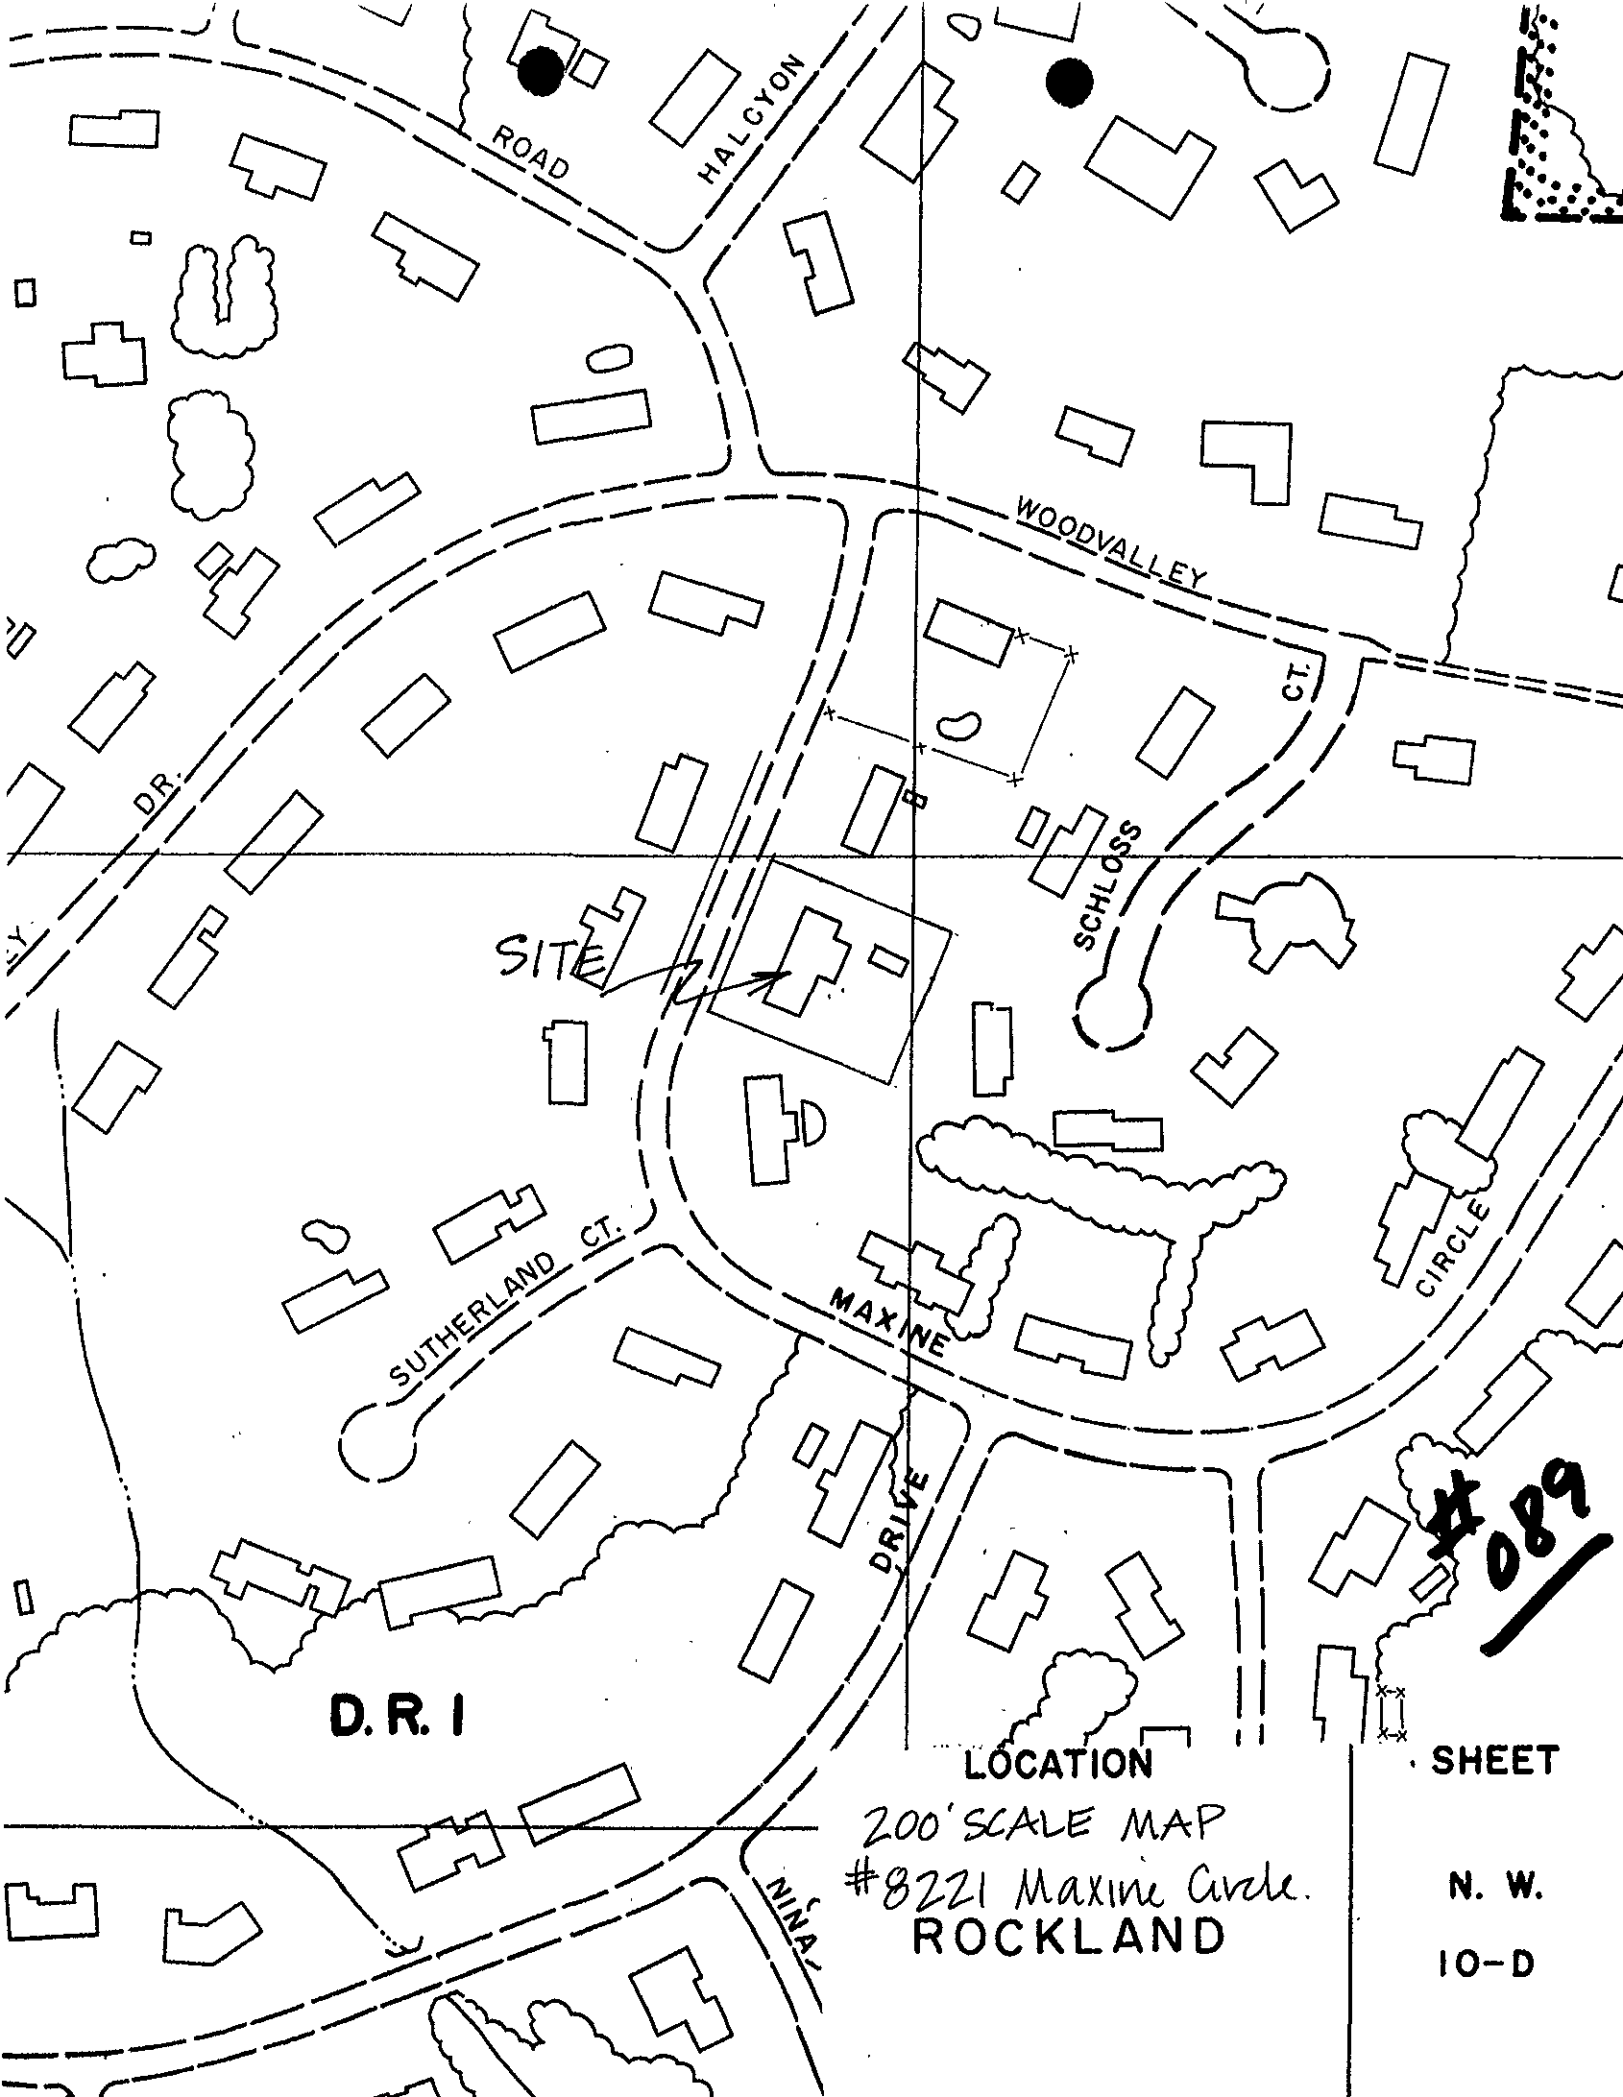 ROAD
HALCYON
WOODVALLEY
CT.
DR.
SCHLOSS
SITE
SUTHERLAND CT.
MAXINE
CIRCLE
DRIVE
#089
D.R. 1
NINA
LOCATION
200' SCALE MAP
#8221 Maxine Circle.
ROCKLAND
SHEET
N. W.
10-D